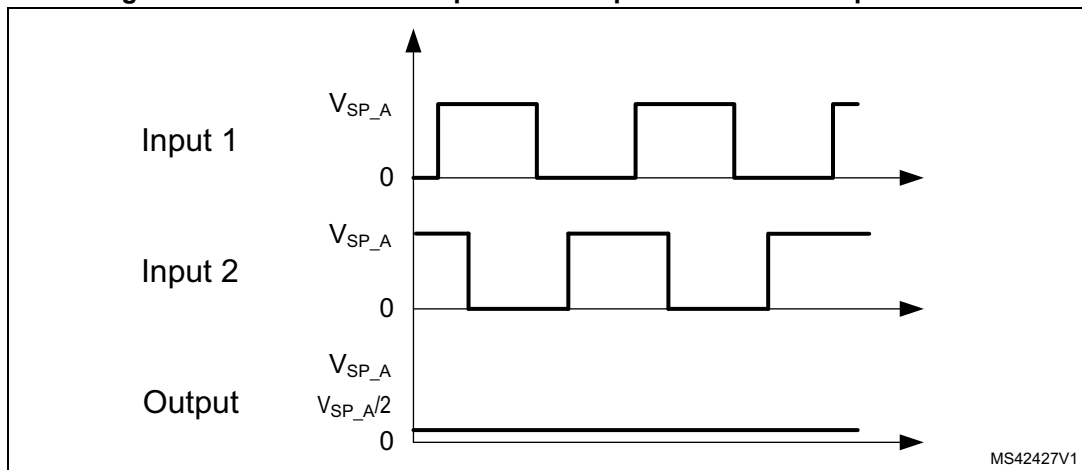 V_SP_A
Input 1
0
V_SP_A
Input 2
0
V_SP_A
Output V_SP_A/2
0
MS42427V1